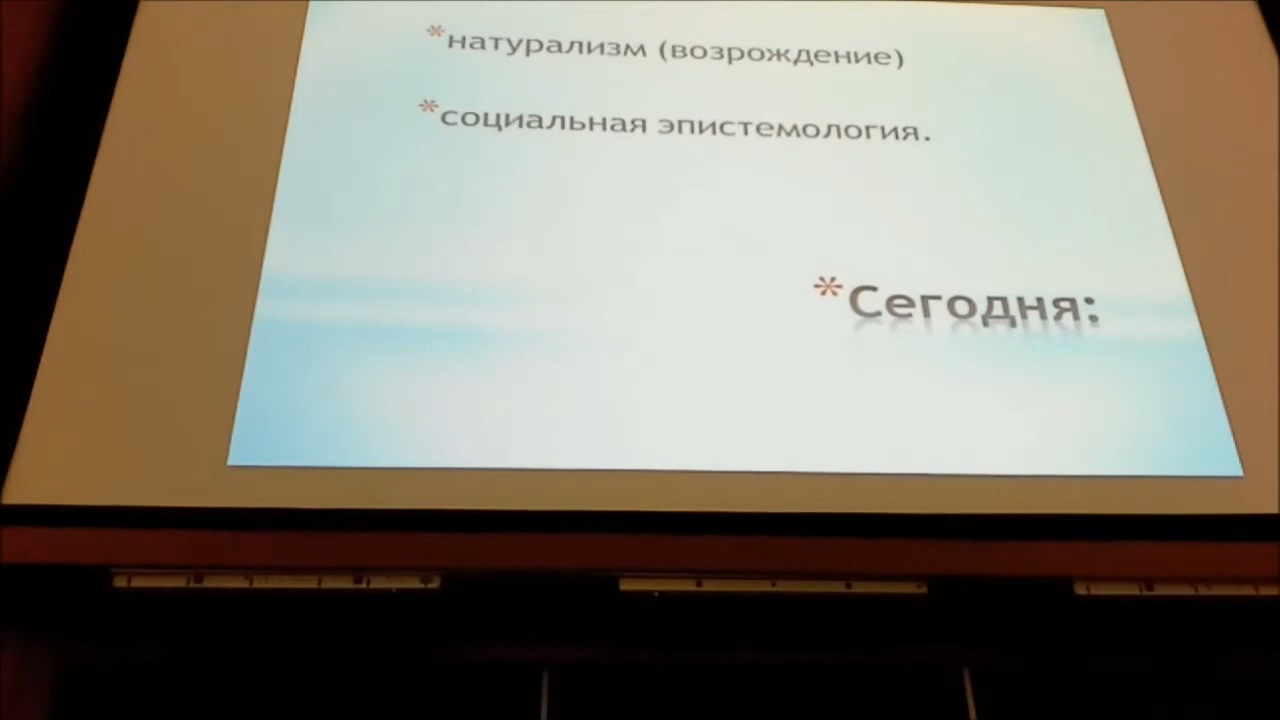 *натурализм (возрождение)
*социальная эпистемология.
*Сегодня: